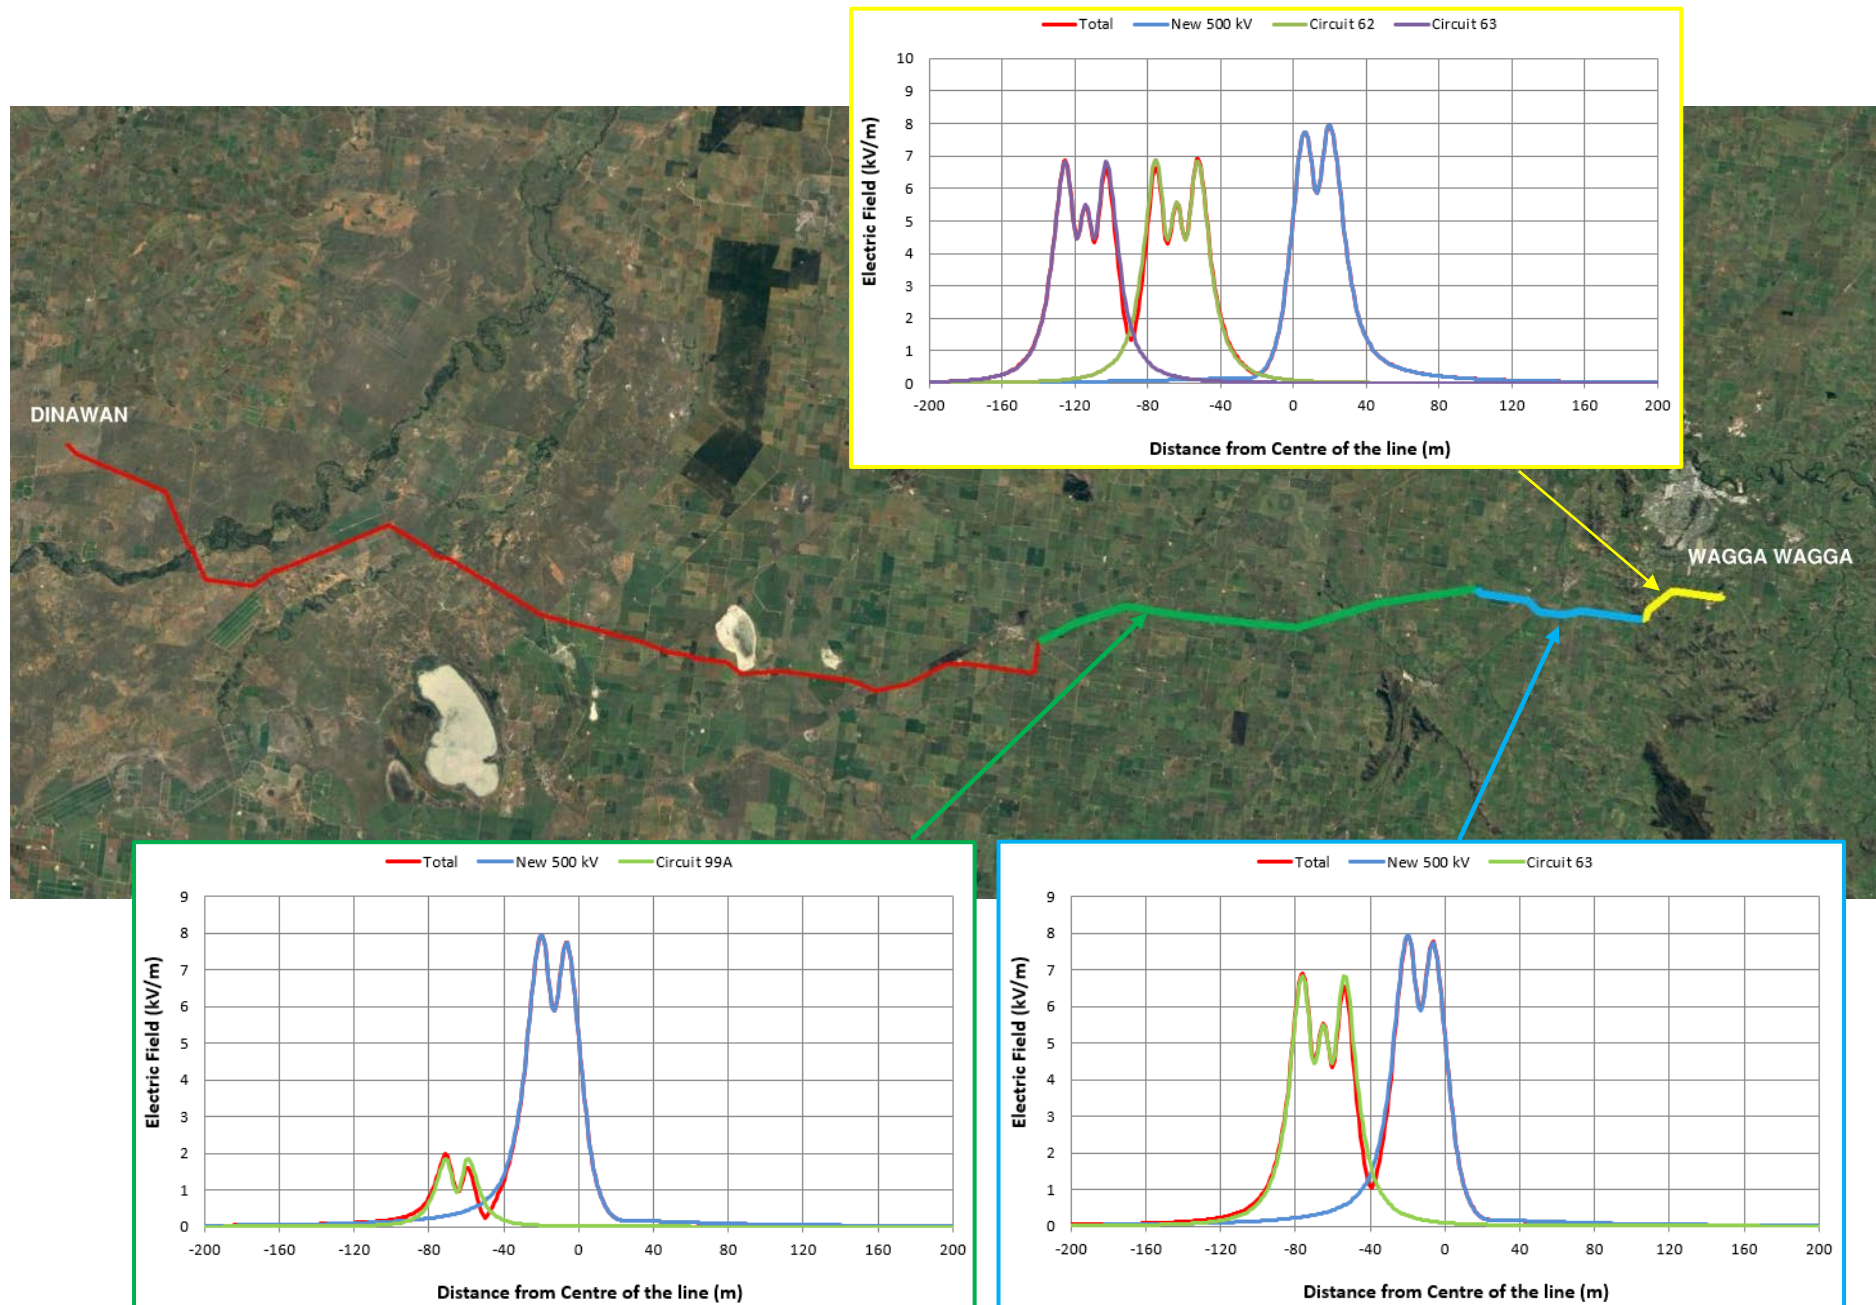 Total New 500 kV Circuit 62 Circuit 63
10
9
8
7
6
5
4
3
2
1
0
Electric Field (kV/m)
-200 -160 -120 -80 -40 0 40 80 120 160 200
Distance from Centre of the line (m)
DINAWAN
WAGGA WAGGA
Total New 500 kV Circuit 99A
9
8
7
6
5
4
3
2
1
0
Electric Field (kV/m)
-200 -160 -120 -80 -40 0 40 80 120 160 200
Distance from Centre of the line (m)
Total New 500 kV Circuit 63
9
8
7
6
5
4
3
2
1
0
Electric Field (kV/m)
-200 -160 -120 -80 -40 0 40 80 120 160 200
Distance from Centre of the line (m)